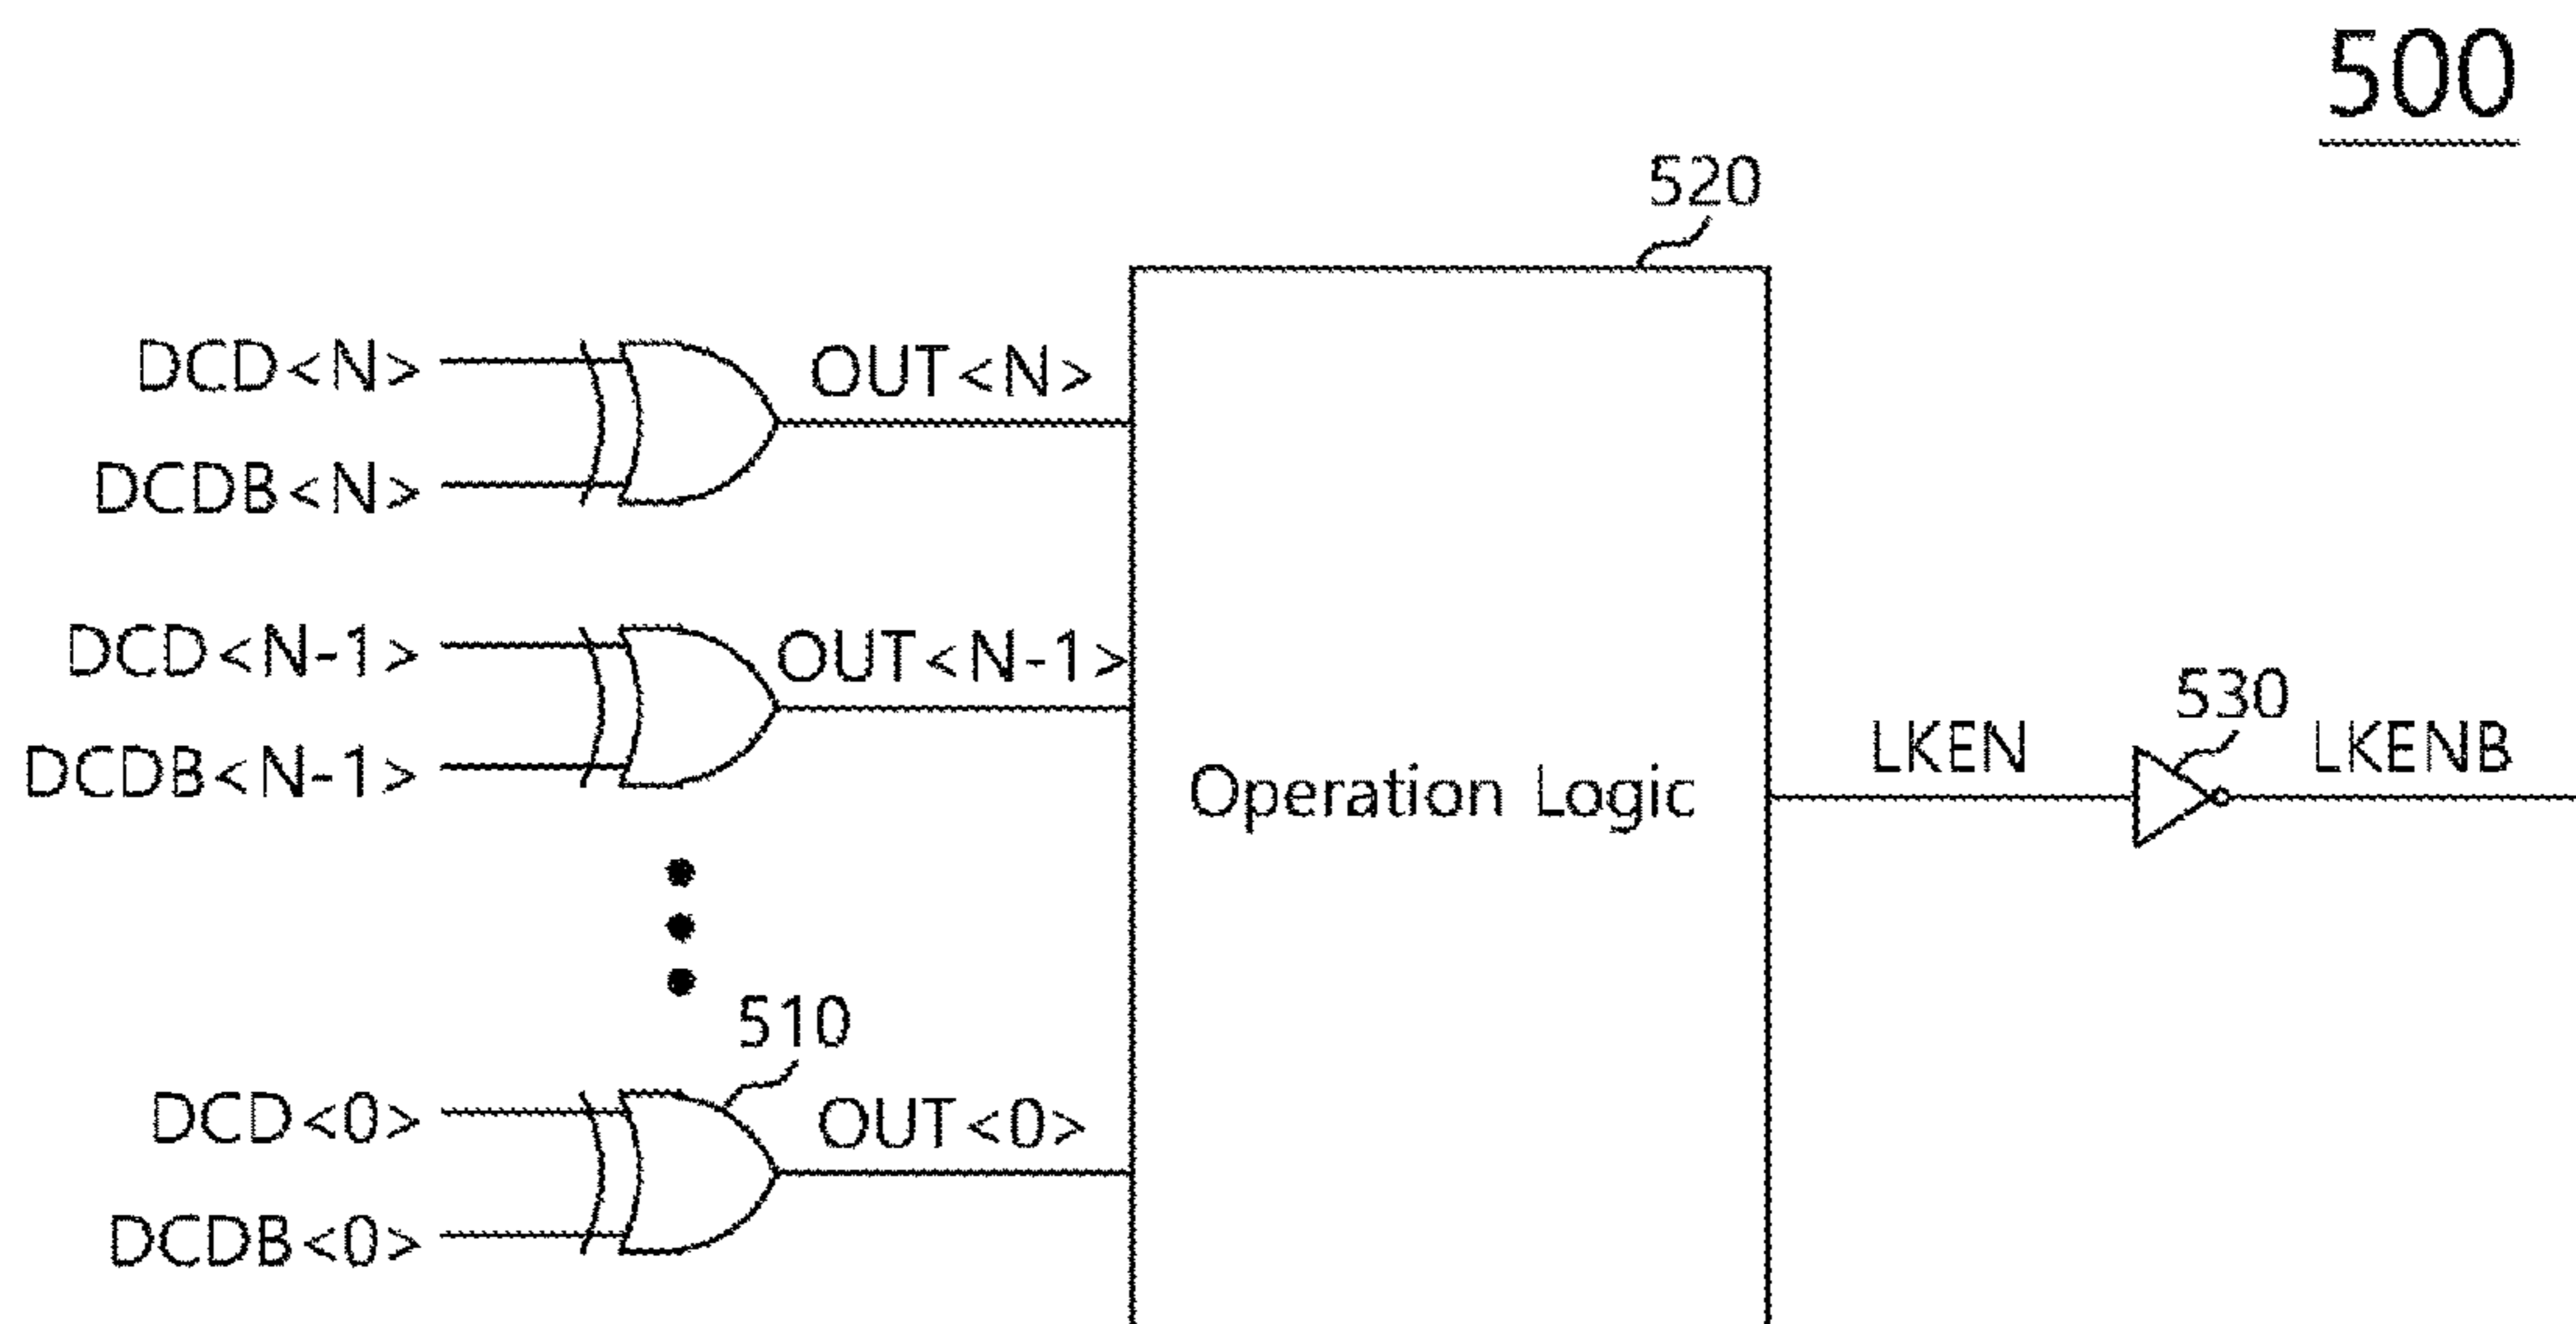 500
520
DCD<N>
OUT<N>
DCDB<N>
DCD<N-1>
OUT<N-1>
DCDB<N-1>
530
LKEN
LKENB
Operation Logic
510
DCD<0>
OUT<0>
DCDB<0>